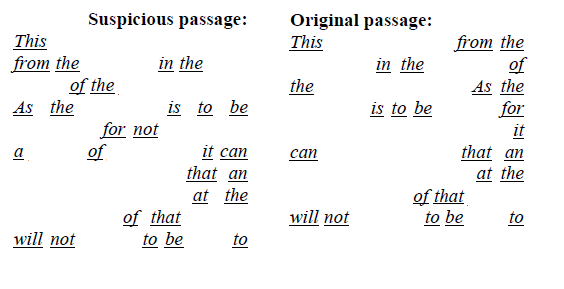 Suspicious passage:
This
from the in the
of the
As the is to be
for not
a of it can
that an
at the
of that
will not to be to
Original passage:
This from the
in the of
the As the
is to be for
it
can that an
at the
of that
will not to be to